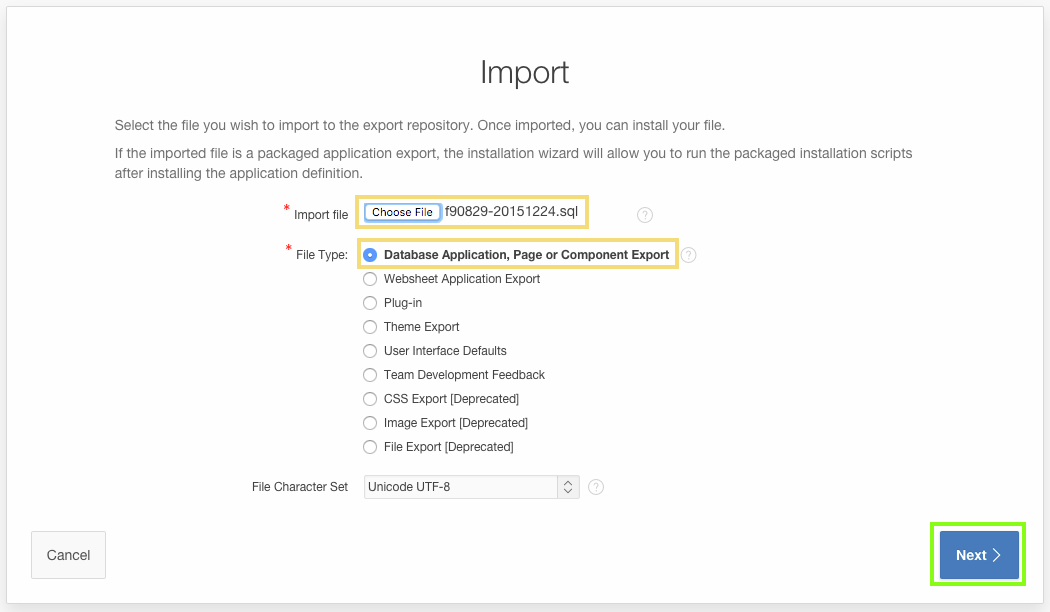 Import
Select the file you wish to import to the export repository. Once imported, you can install your file.
If the imported file is a packaged application export, the installation wizard will allow you to run the packaged installation scripts
after installing the application definition.
* Import file Choose File f90829-20151224.sql ?
* File Type: Database Application, Page or Component Export ?
Websheet Application Export
Plug-in
Theme Export
User Interface Defaults
Team Development Feedback
CSS Export [Deprecated]
Image Export [Deprecated]
File Export [Deprecated]
File Character Set Unicode UTF-8 ?
Cancel Next >